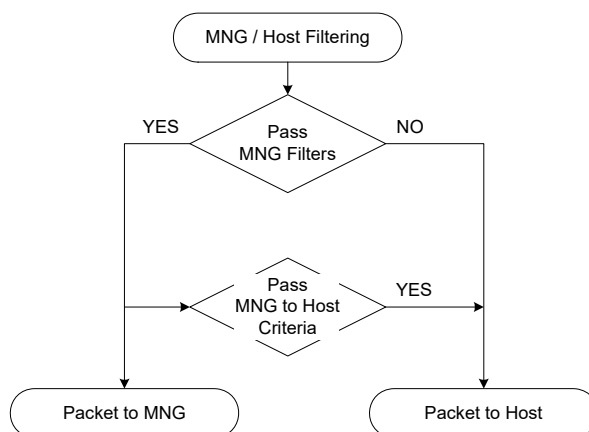 MNG / Host Filtering
YES
Pass
MNG Filters
NO
Pass
MNG to Host
Criteria
YES
Packet to MNG
Packet to Host